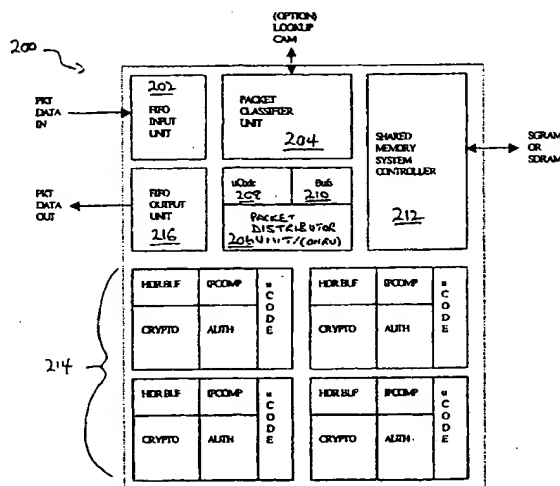 (OPTION)
LOOKUP
CAM
200
PKT
DATA
IN
202
FIFO
INPUT
UNIT
PACKET
CLASSIFIER
UNIT
204
SHARED
MEMORY
SYSTEM
CONTROLLER
212
SGRAM
OR
SDRAM
PKT
DATA
OUT
FIFO
OUTPUT
UNIT
216
uCode
208
Bufs
210
PACKET
DISTRIBUTOR
206 UNIT/(OHRU)
214
HDR BUF
IPCOMP
CRYPTO
AUTH
u
C
O
D
E
HDR BUF
IPCOMP
CRYPTO
AUTH
u
C
O
D
E
HDR BUF
IPCOMP
CRYPTO
AUTH
u
C
O
D
E
HDR BUF
IPCOMP
CRYPTO
AUTH
u
C
O
D
E